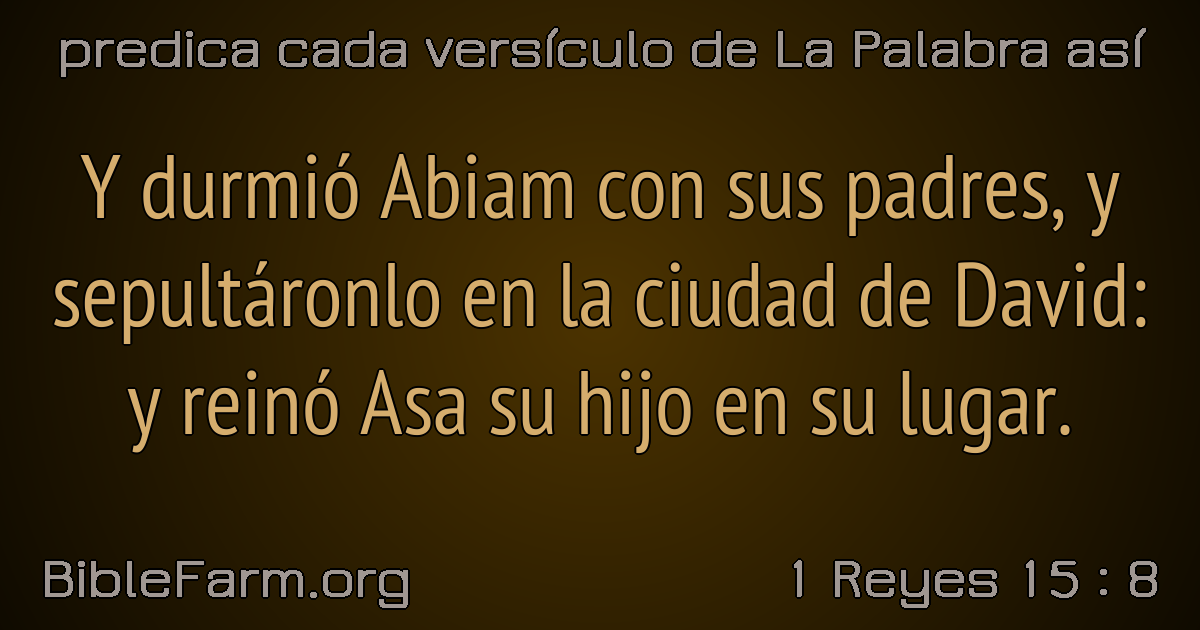 predica cada versículo de La Palabra así
Y durmió Abiam con sus padres, y
sepultáronlo en la ciudad de David:
y reinó Asa su hijo en su lugar.
BibleFarm.org
1 Reyes 15 : 8